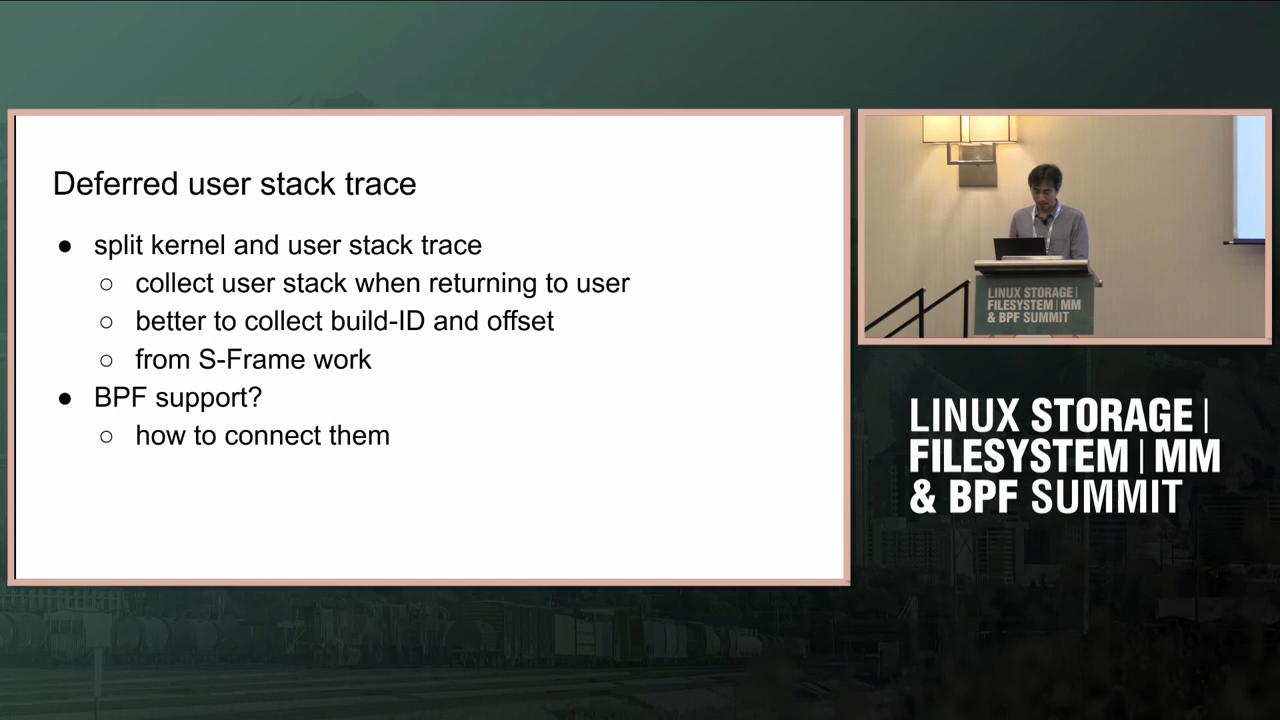 Deferred user stack trace
● split kernel and user stack trace
○ collect user stack when returning to user
○ better to collect build-ID and offset
○ from S-Frame work
● BPF support?
○ how to connect them
LINUX STORAGE|
FILESYSTEM|MM
& BPF SUMMIT
LINUX STORAGE|
FILESYSTEM|MM
& BPF SUMMIT